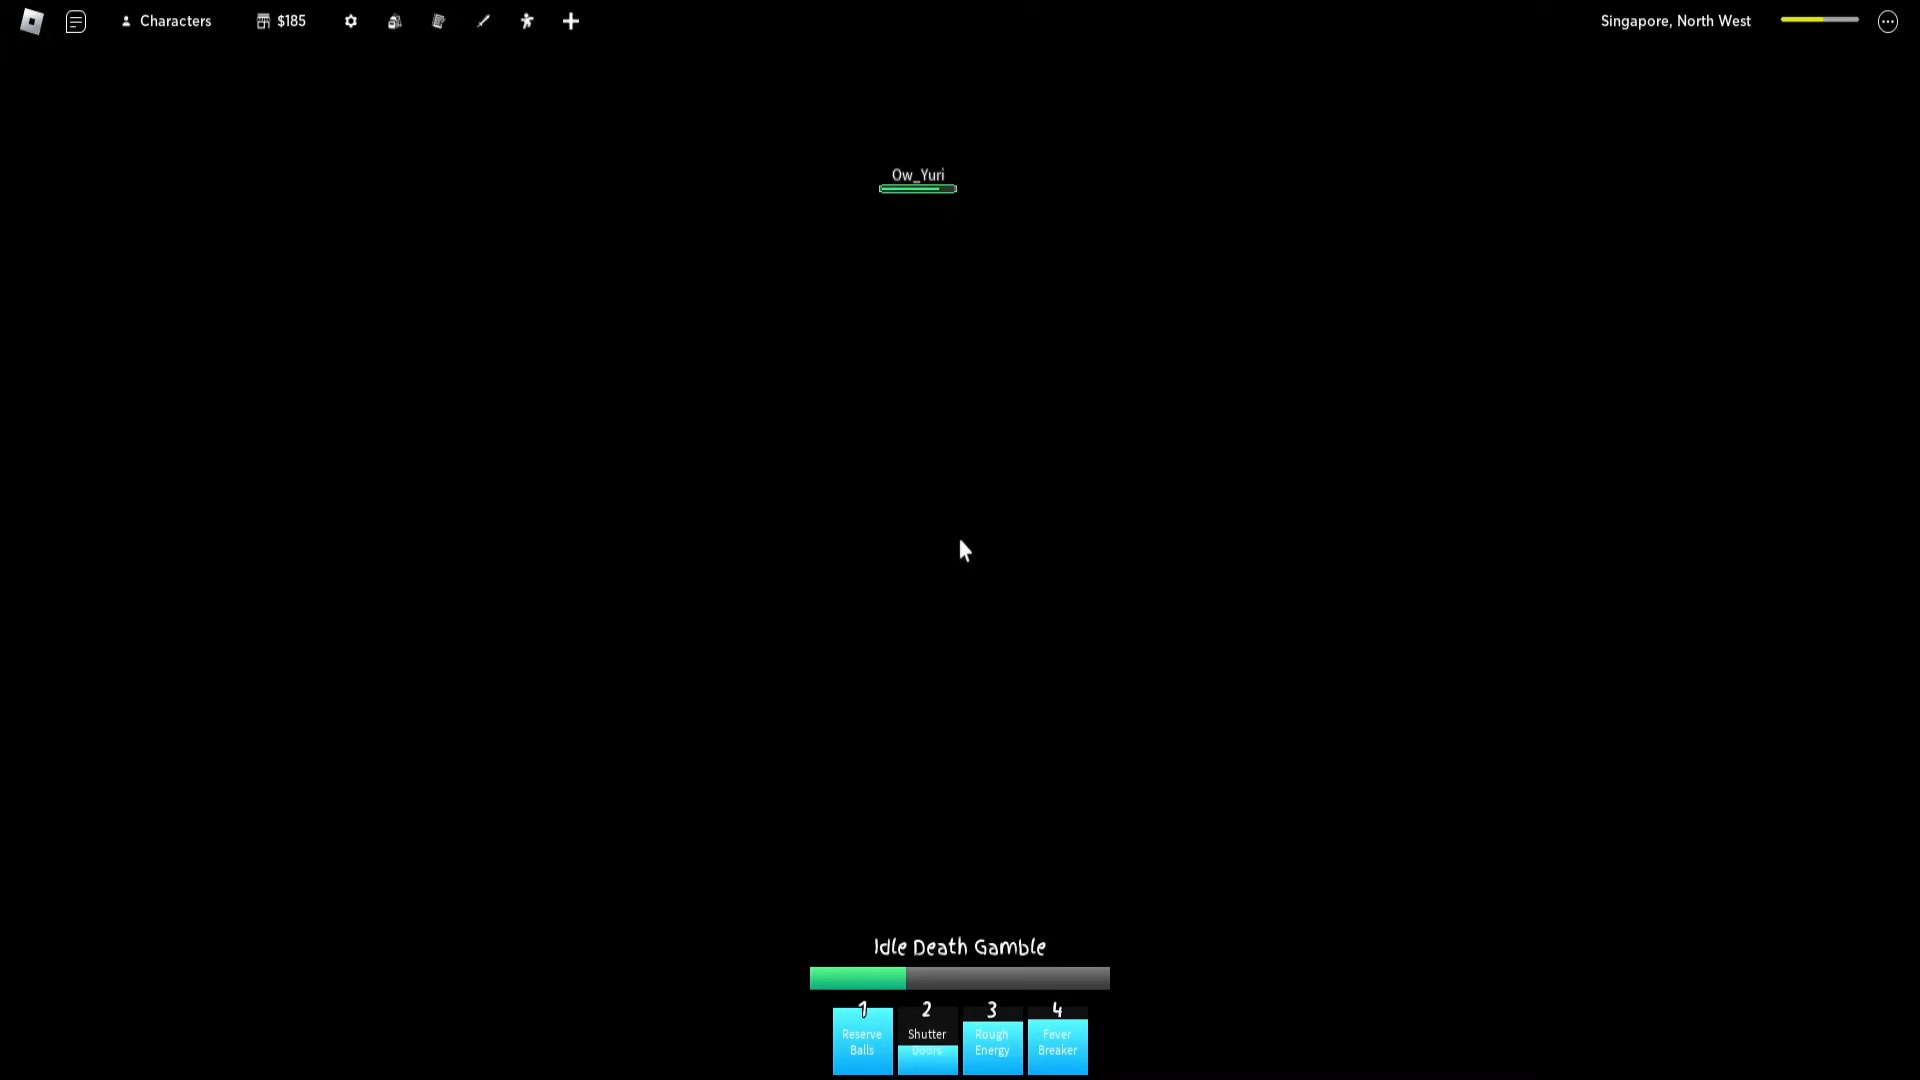 Characters
$185
Singapore, North West
Ow_Yuri
Idle Death Gamble
1
2
3
4
Reserve
Balls
Shutter
Doors
Rough
Energy
Fever
Breaker